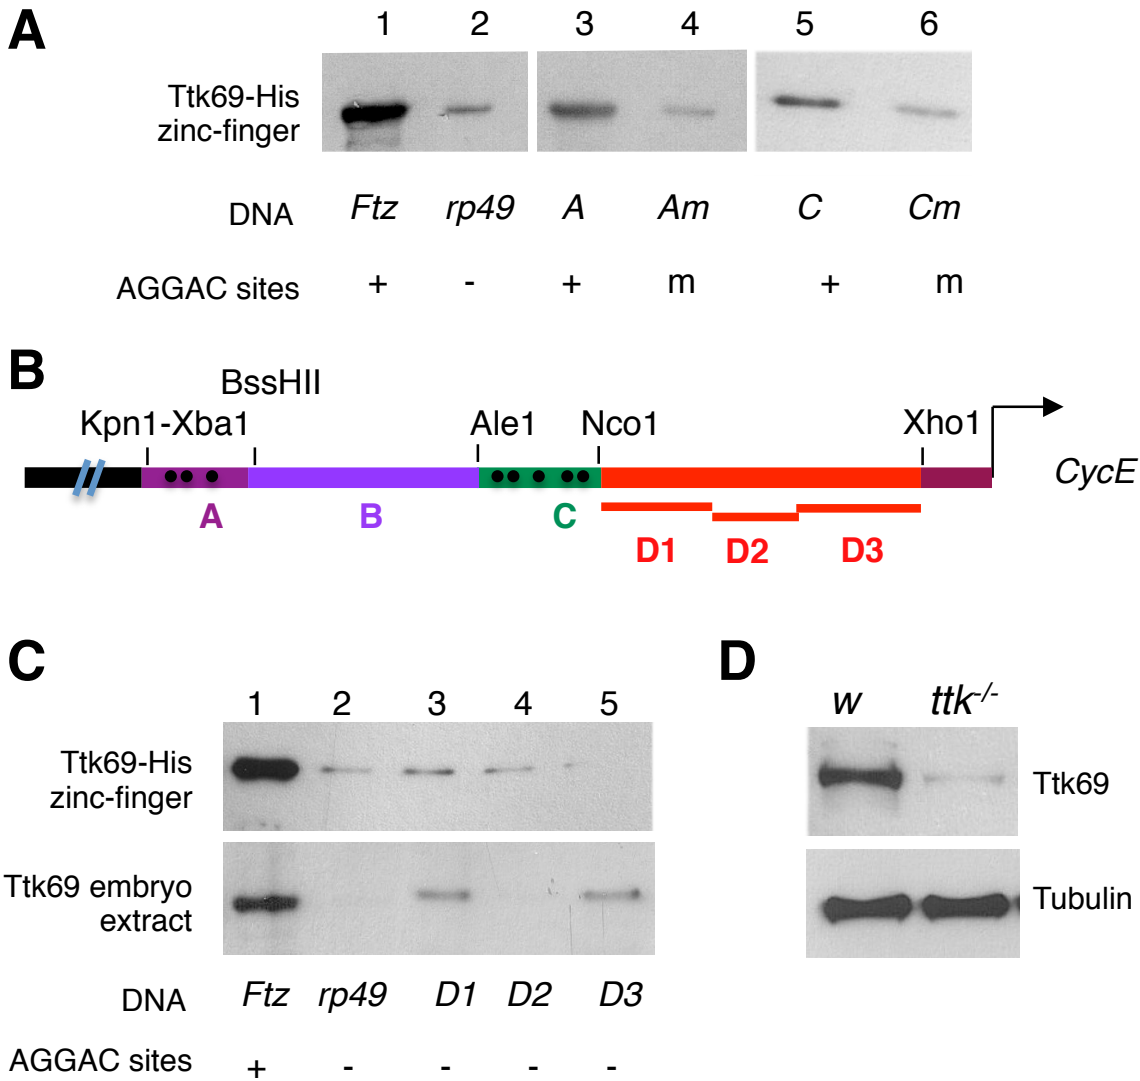 A
1 2 3 4 5 6
Ttk69-His
zinc-finger
DNA Ftz rp49 A Am C Cm
AGGAC sites + - + m + m
B
BssHII
Kpn1-Xba1 Ale1 Nco1 Xho1
CycE
A B C
D1 D2 D3
C
1 2 3 4 5
Ttk69-His
zinc-finger
Ttk69 embryo
extract
DNA Ftz rp49 D1 D2 D3
AGGAC sites + - - - -
D
w ttk-/-
Ttk69
Tubulin